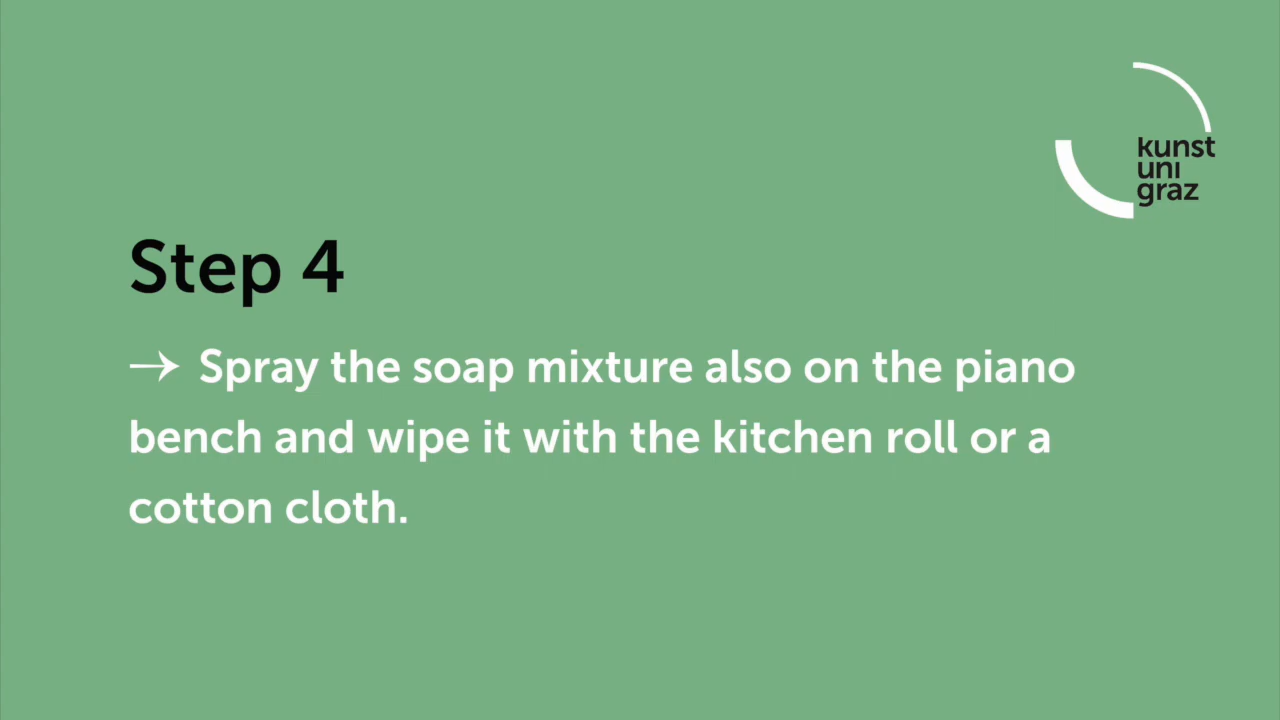 kunst
uni
graz
Step 4
→ Spray the soap mixture also on the piano
bench and wipe it with the kitchen roll or a
cotton cloth.